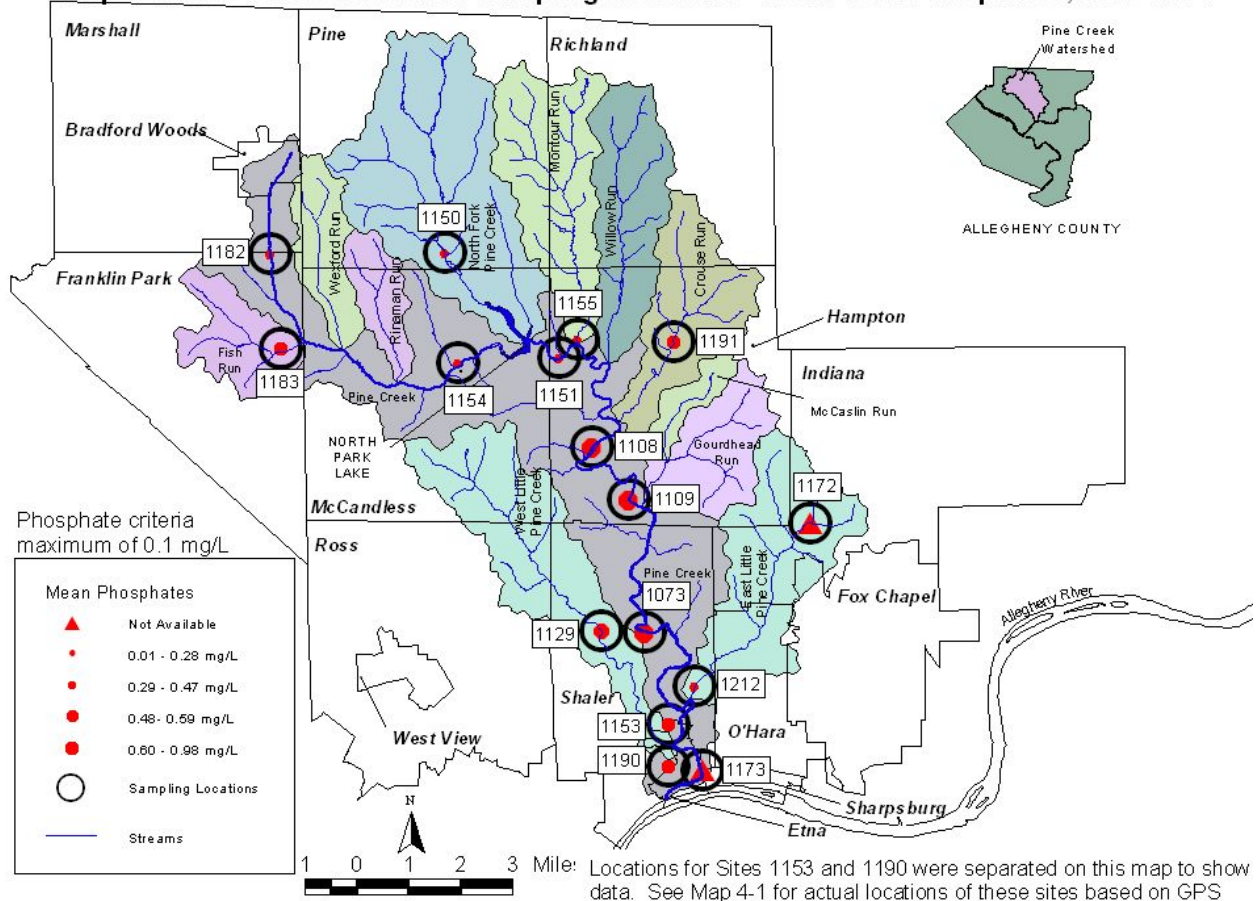 Marshall
Pine
Richland
Pine Creek
Watershed
Bradford Woods
Montour Run
Willow Run
1150
North Fork
Pine Creek
ALLEGHENY COUNTY
1182
Wexford Run
Rinaman Run
Crouse Run
Franklin Park
1155
Hampton
1191
Fish
Run
1183
Pine Creek
1154
1151
Indiana
McCaslin Run
NORTH
PARK
LAKE
1108
Gourdhead
Run
West Little
Pine Creek
1172
1109
McCandless
Phosphate criteria
maximum of 0.1 mg/L
Ross
Pine Creek
East Little
Pine Creek
Mean Phosphates
1073
Fox Chapel
Allegheny River
Not Available
1129
0.01 - 0.28 mg/L
0.29 - 0.47 mg/L
1212
Shaler
0.48- 0.59 mg/L
1153
O'Hara
West View
0.60 - 0.98 mg/L
1190
1173
Sampling Locations
N
Sharpsburg
Etna
Streams
1 0 1 2 3 Miles
Locations for Sites 1153 and 1190 were separated on this map to show
data. See Map 4-1 for actual locations of these sites based on GPS